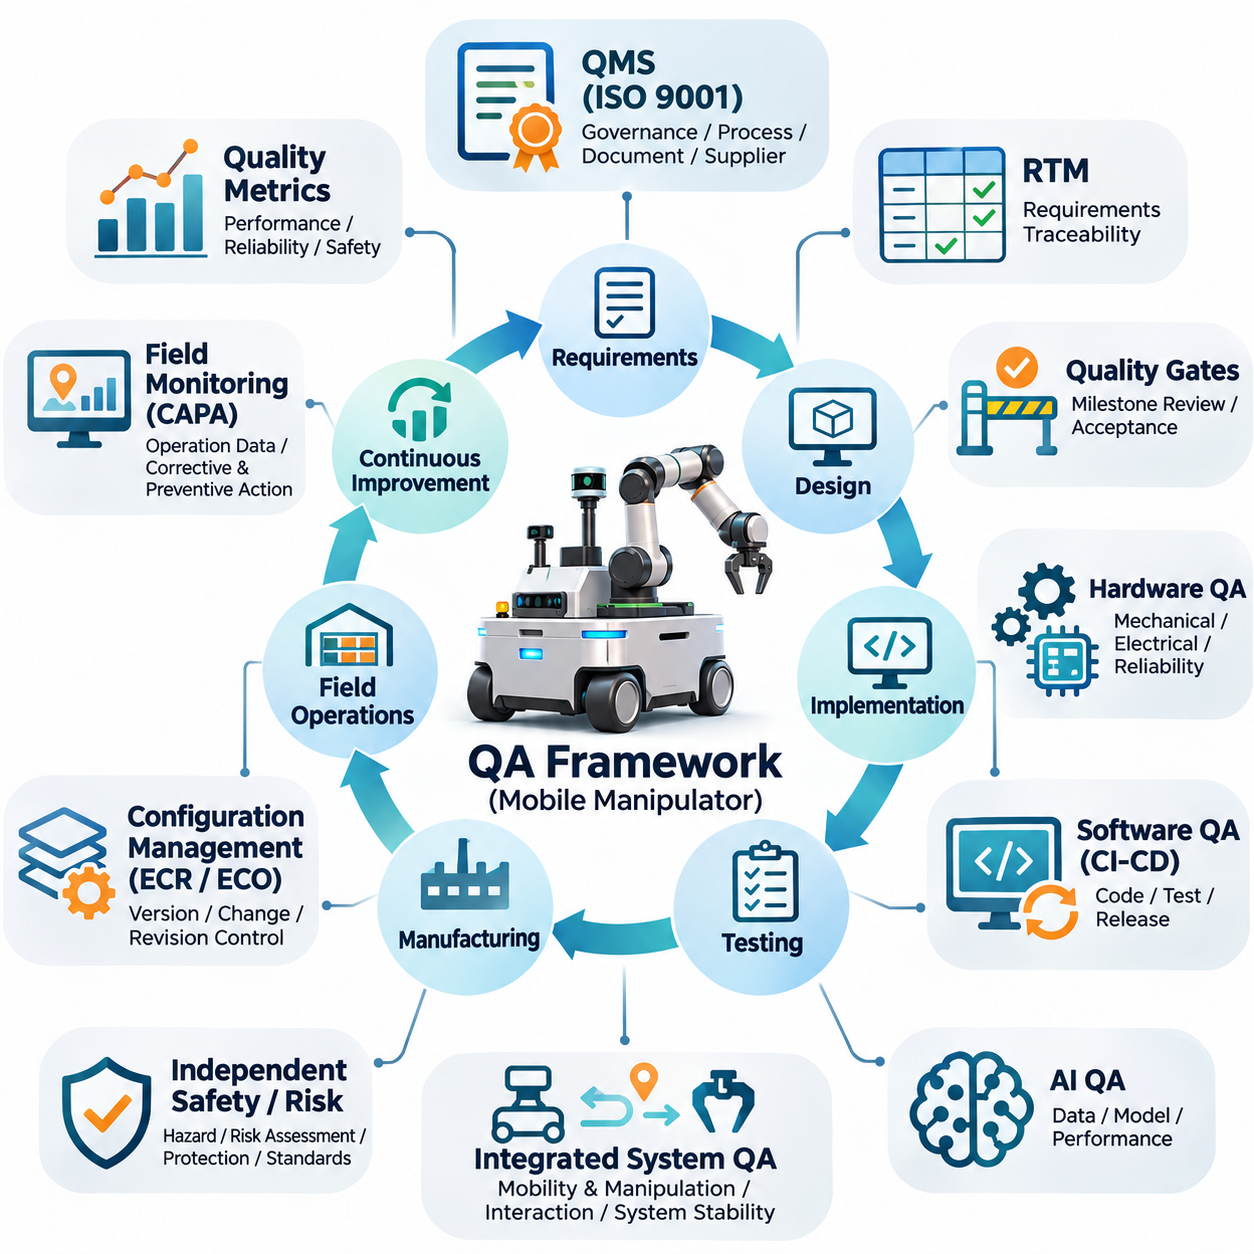 QMS
(ISO 9001)
Governance / Process /
Document / Supplier
Quality
Metrics
Performance /
Reliability / Safety
RTM
Requirements
Traceability
Requirements
Field
Monitoring
(CAPA)
Operation Data /
Corrective &
Preventive Action
Continuous
Improvement
Design
Quality Gates
Milestone Review /
Acceptance
Hardware QA
Mechanical /
Electrical /
Reliability
Field
Operations
Implementation
QA Framework
(Mobile Manipulator)
Configuration
Management
(ECR / ECO)
Version / Change /
Revision Control
Manufacturing
Testing
Software QA
(CI-CD)
Code / Test /
Release
Independent
Safety / Risk
Hazard / Risk Assessment /
Protection / Standards
Integrated System QA
Mobility & Manipulation /
Interaction / System Stability
AI QA
Data / Model /
Performance